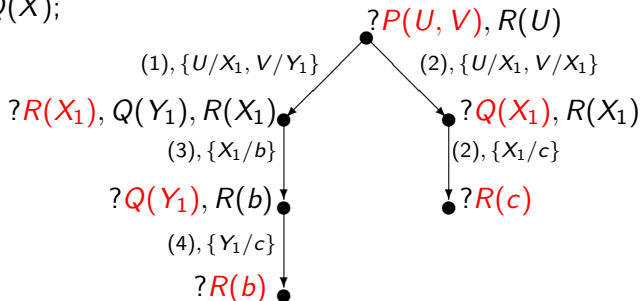 Q(X);
?P(U, V), R(U)
(1), {U/X₁, V/Y₁} (2), {U/X₁, V/X₁}
?R(X₁), Q(Y₁), R(X₁) ?Q(X₁), R(X₁)
(3), {X₁/b} (2), {X₁/c}
?Q(Y₁), R(b) ?R(c)
(4), {Y₁/c}
?R(b)